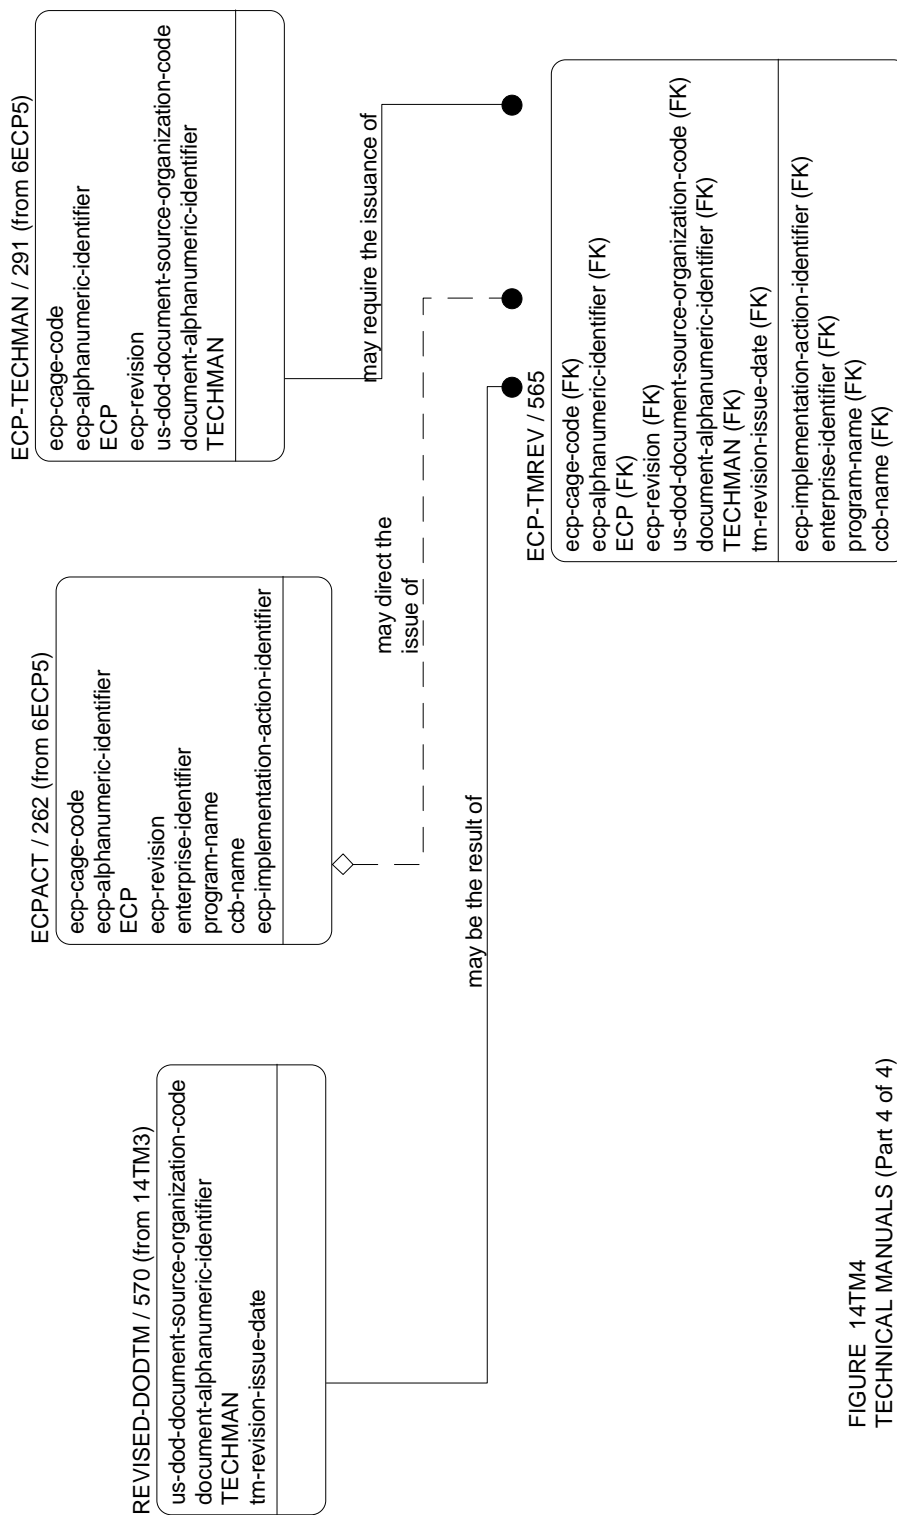 REVISED-DODTM / 570 (from 14TM3)
us-dod-document-source-organization-code
document-alphanumeric-identifier
TECHMAN
tm-revision-issue-date
ECPACT / 262 (from 6ECP5)
ecp-cage-code
ecp-alphanumeric-identifier
ECP
ecp-revision
enterprise-identifier
program-name
ccb-name
ecp-implementation-action-identifier
ECP-TECHMAN / 291 (from 6ECP5)
ecp-cage-code
ecp-alphanumeric-identifier
ECP
ecp-revision
us-dod-document-source-organization-code
document-alphanumeric-identifier
TECHMAN
may be the result of
may direct the
issue of
may require the issuance of
ECP-TMREV / 565
ecp-cage-code (FK)
ecp-alphanumeric-identifier (FK)
ECP (FK)
ecp-revision (FK)
us-dod-document-source-organization-code (FK)
document-alphanumeric-identifier (FK)
TECHMAN (FK)
tm-revision-issue-date (FK)
ecp-implementation-action-identifier (FK)
enterprise-identifier (FK)
program-name (FK)
ccb-name (FK)
FIGURE 14TM4
TECHNICAL MANUALS (Part 4 of 4)